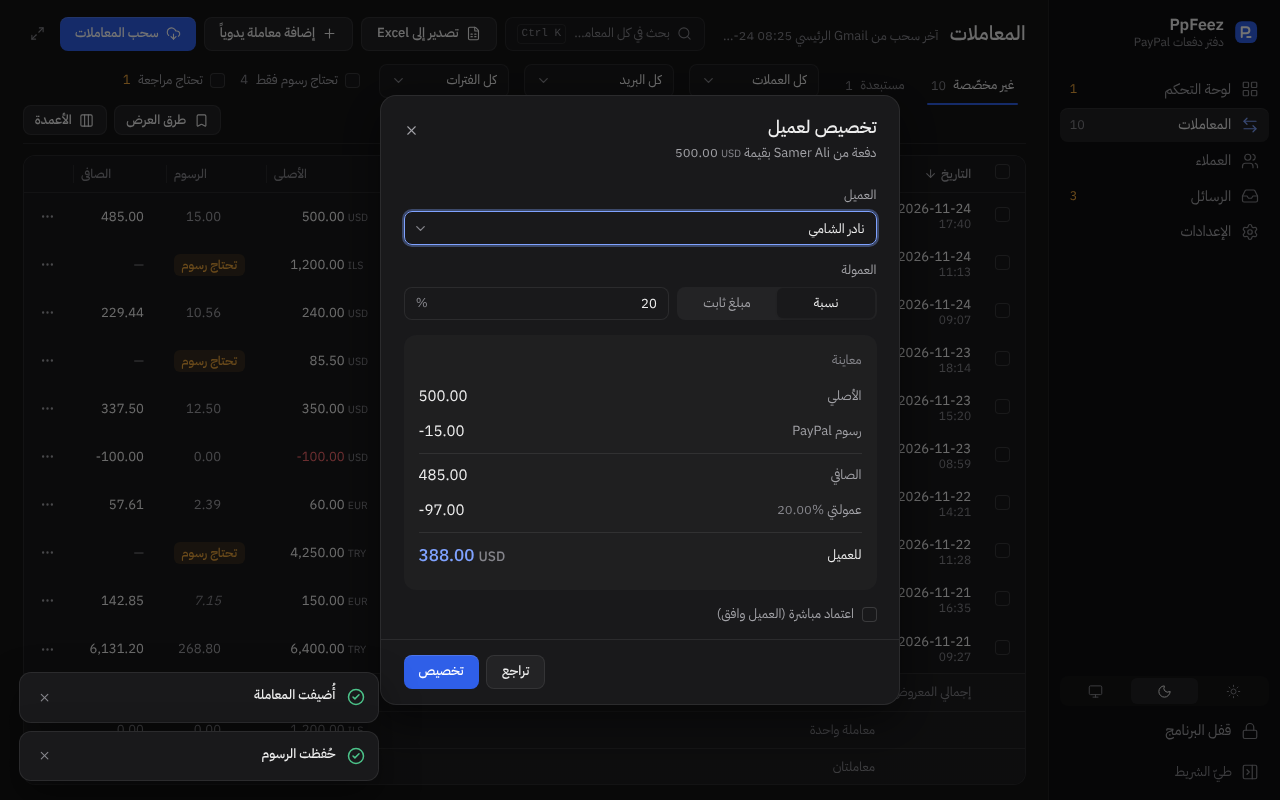 PpFeez
دفتر دفعات PayPal
لوحة التحكم 1
المعاملات 10
العملاء
الرسائل 3
الإعدادات
قفل البرنامج
طيّ الشريط
المعاملات
آخر سحب من Gmail الرئيسي 08:25 24-...
بحث في كل المعامـ... Ctrl K
تصدير إلى Excel
إضافة معاملة يدوياً
سحب المعاملات
غير مخصّصة 10
مستبعدة 1
كل العملات
كل البريد
كل الفترات
تحتاج رسوم فقط 4
تحتاج مراجعة 1
طرق العرض
الأعمدة
التاريخ
الأصلي
الرسوم
الصافي
2026-11-24
17:40
500.00 USD
15.00
485.00
2026-11-24
11:13
1,200.00 ILS
تحتاج رسوم
—
2026-11-24
09:07
240.00 USD
10.56
229.44
2026-11-23
18:14
85.50 USD
تحتاج رسوم
—
2026-11-23
15:20
350.00 USD
12.50
337.50
2026-11-23
08:59
-100.00 USD
0.00
-100.00
2026-11-22
14:21
60.00 EUR
2.39
57.61
2026-11-22
11:28
4,250.00 TRY
تحتاج رسوم
—
2026-11-21
16:35
150.00 EUR
7.15
142.85
2026-11-21
09:27
6,400.00 TRY
268.80
6,131.20
إجمالي المعروض
معاملة واحدة
1,200.00 ILS
0.00
0.00
معاملتان
تخصيص لعميل
دفعة من Samer Ali بقيمة 500.00 USD
العميل
نادر الشامي
العمولة
نسبة
مبلغ ثابت
20 %
معاينة
الأصلي 500.00
رسوم PayPal -15.00
الصافي 485.00
عمولتي 20.00% -97.00
للعميل 388.00 USD
اعتماد مباشرة (العميل وافق)
تراجع
تخصيص
أُضيفت المعاملة
حُفظت الرسوم